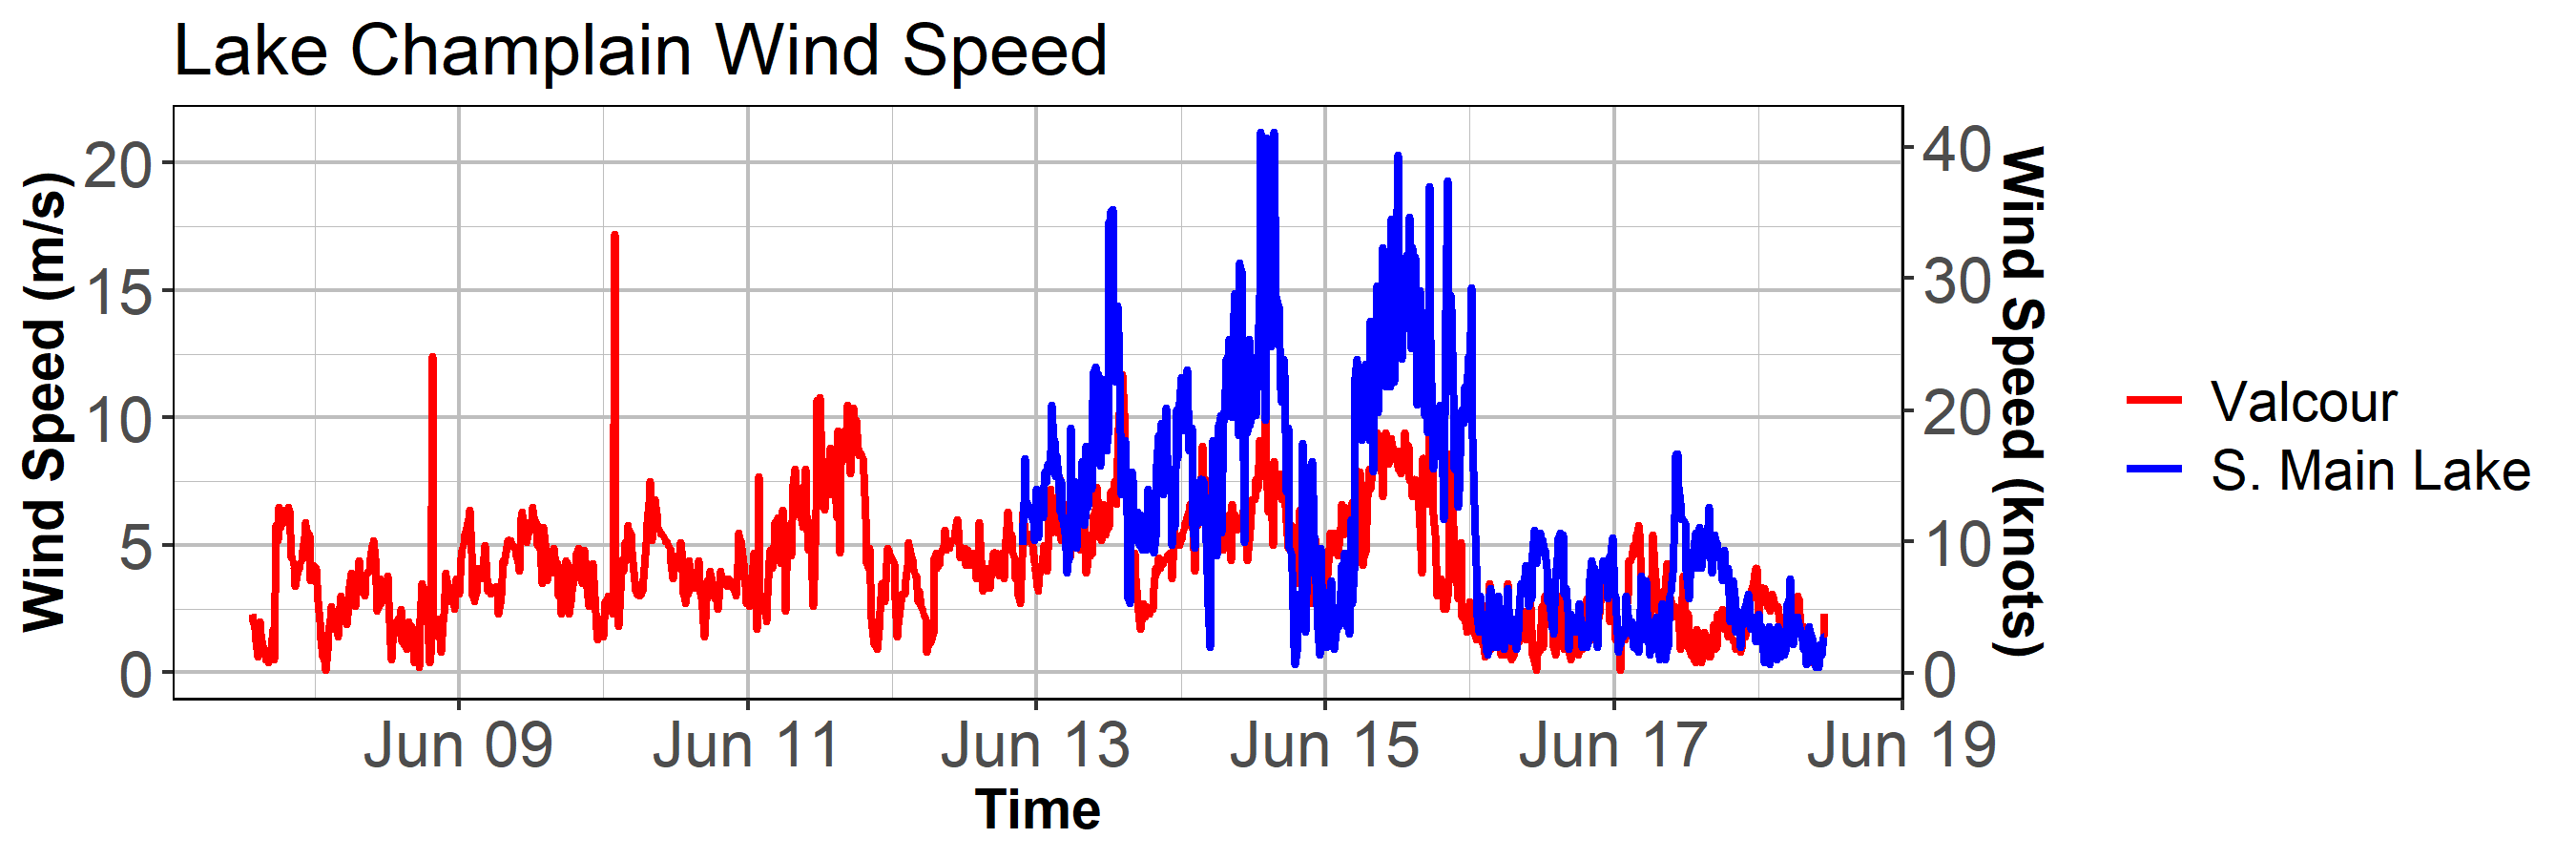 Lake Champlain Wind Speed
Wind Speed (m/s)
20
15
10
5
0
40
30
20
10
0
Wind Speed (knots)
Jun 09
Jun 11
Jun 13
Jun 15
Jun 17
Jun 19
Time
Valcour
S. Main Lake